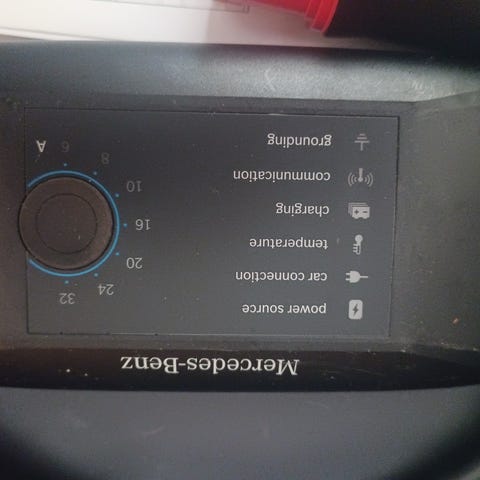 Mercedes-Benz
power source
car connection
temperature
charging
communication
grounding
32
24
20
16
10
8
6
A